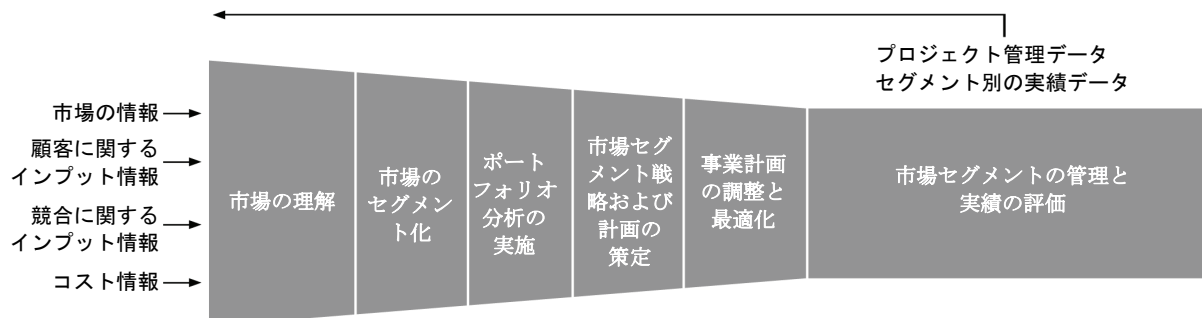 プロジェクト管理データ
セグメント別の実績データ
市場の情報
顧客に関する
インプット情報
競合に関する
インプット情報
コスト情報
市場の理解
市場の
セグメン
ト化
ポート
フォリオ
分析の
実施
市場セグ
メント戦
略および
計画の
策定
事業計画
の調整と
最適化
市場セグメントの管理と
実績の評価